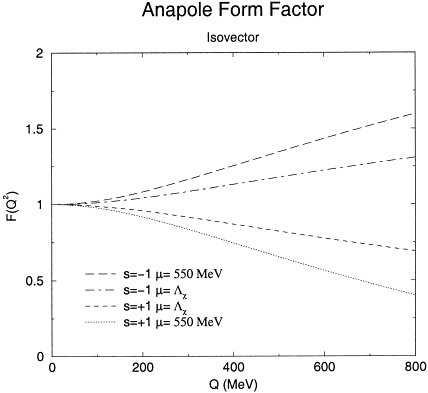 Anapole Form Factor
Isovector
2
1.5
1
0.5
0
F(Q²)
s=−1 μ= 550 MeV
s=−1 μ= Λχ
s=+1 μ= Λχ
s=+1 μ= 550 MeV
0 200 400 600 800
Q (MeV)